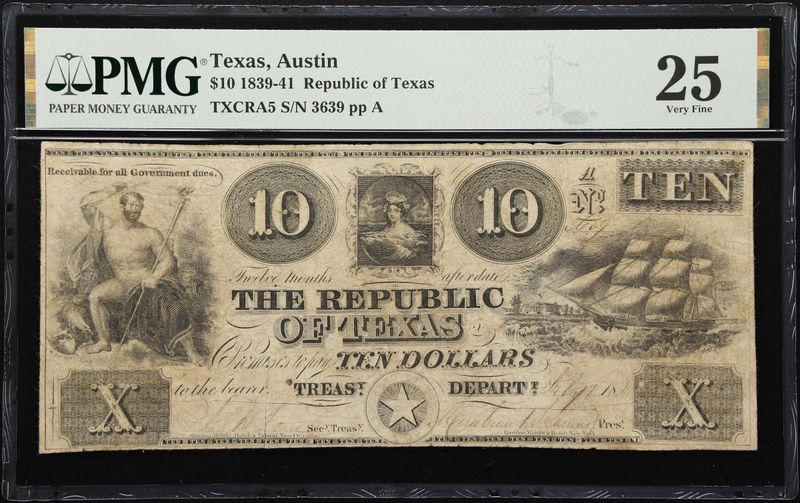 PMG®
PAPER MONEY GUARANTY
Texas, Austin
$10 1839-41 Republic of Texas
TXCRA5 S/N 3639 pp A
25
Very Fine
Receivable for all Government dues.
10
10
A
No.
TEN
Twelve Months after date
THE REPUBLIC
OF TEXAS
Promises to pay TEN DOLLARS
to the bearer. TREASY. DEPARTT. 18
X
X
Secy. Treasy.
Prest.